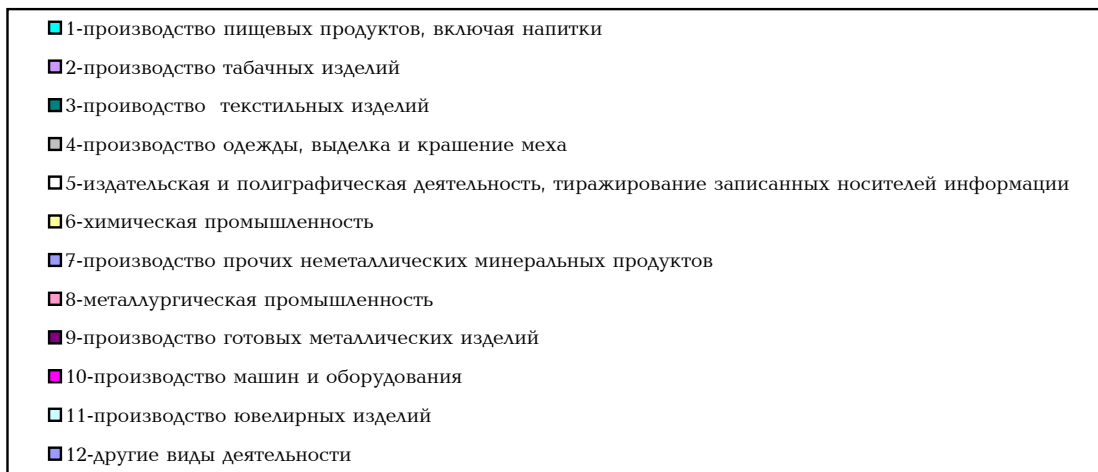 1-производство пищевых продуктов, включая напитки
2-производство табачных изделий
3-проиводство текстильных изделий
4-производство одежды, выделка и крашение меха
5-издательская и полиграфическая деятельность, тиражирование записанных носителей информации
6-химическая промышленность
7-производство прочих неметаллических минеральных продуктов
8-металлургическая промышленность
9-производство готовых металлических изделий
10-производство машин и оборудования
11-производство ювелирных изделий
12-другие виды деятельности